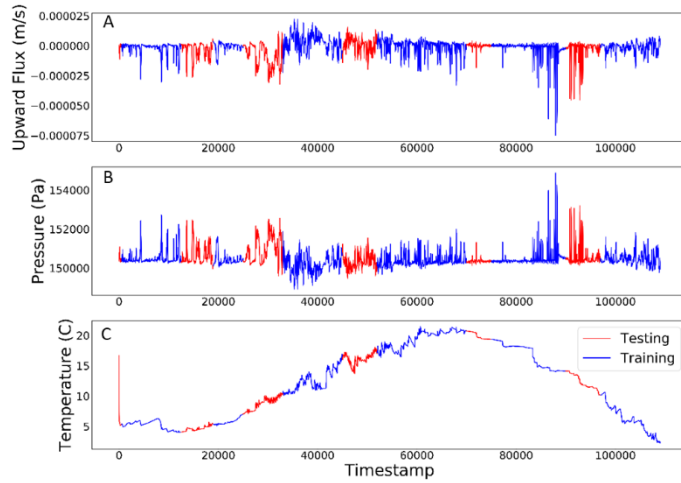 A
Upward Flux (m/s)
0.000025
0.000000
−0.000025
−0.000050
−0.000075
0 20000 40000 60000 80000 100000
B
Pressure (Pa)
154000
152000
150000
0 20000 40000 60000 80000 100000
C
Temperature (C)
20
15
10
5
Testing
Training
0 20000 40000 60000 80000 100000
Timestamp